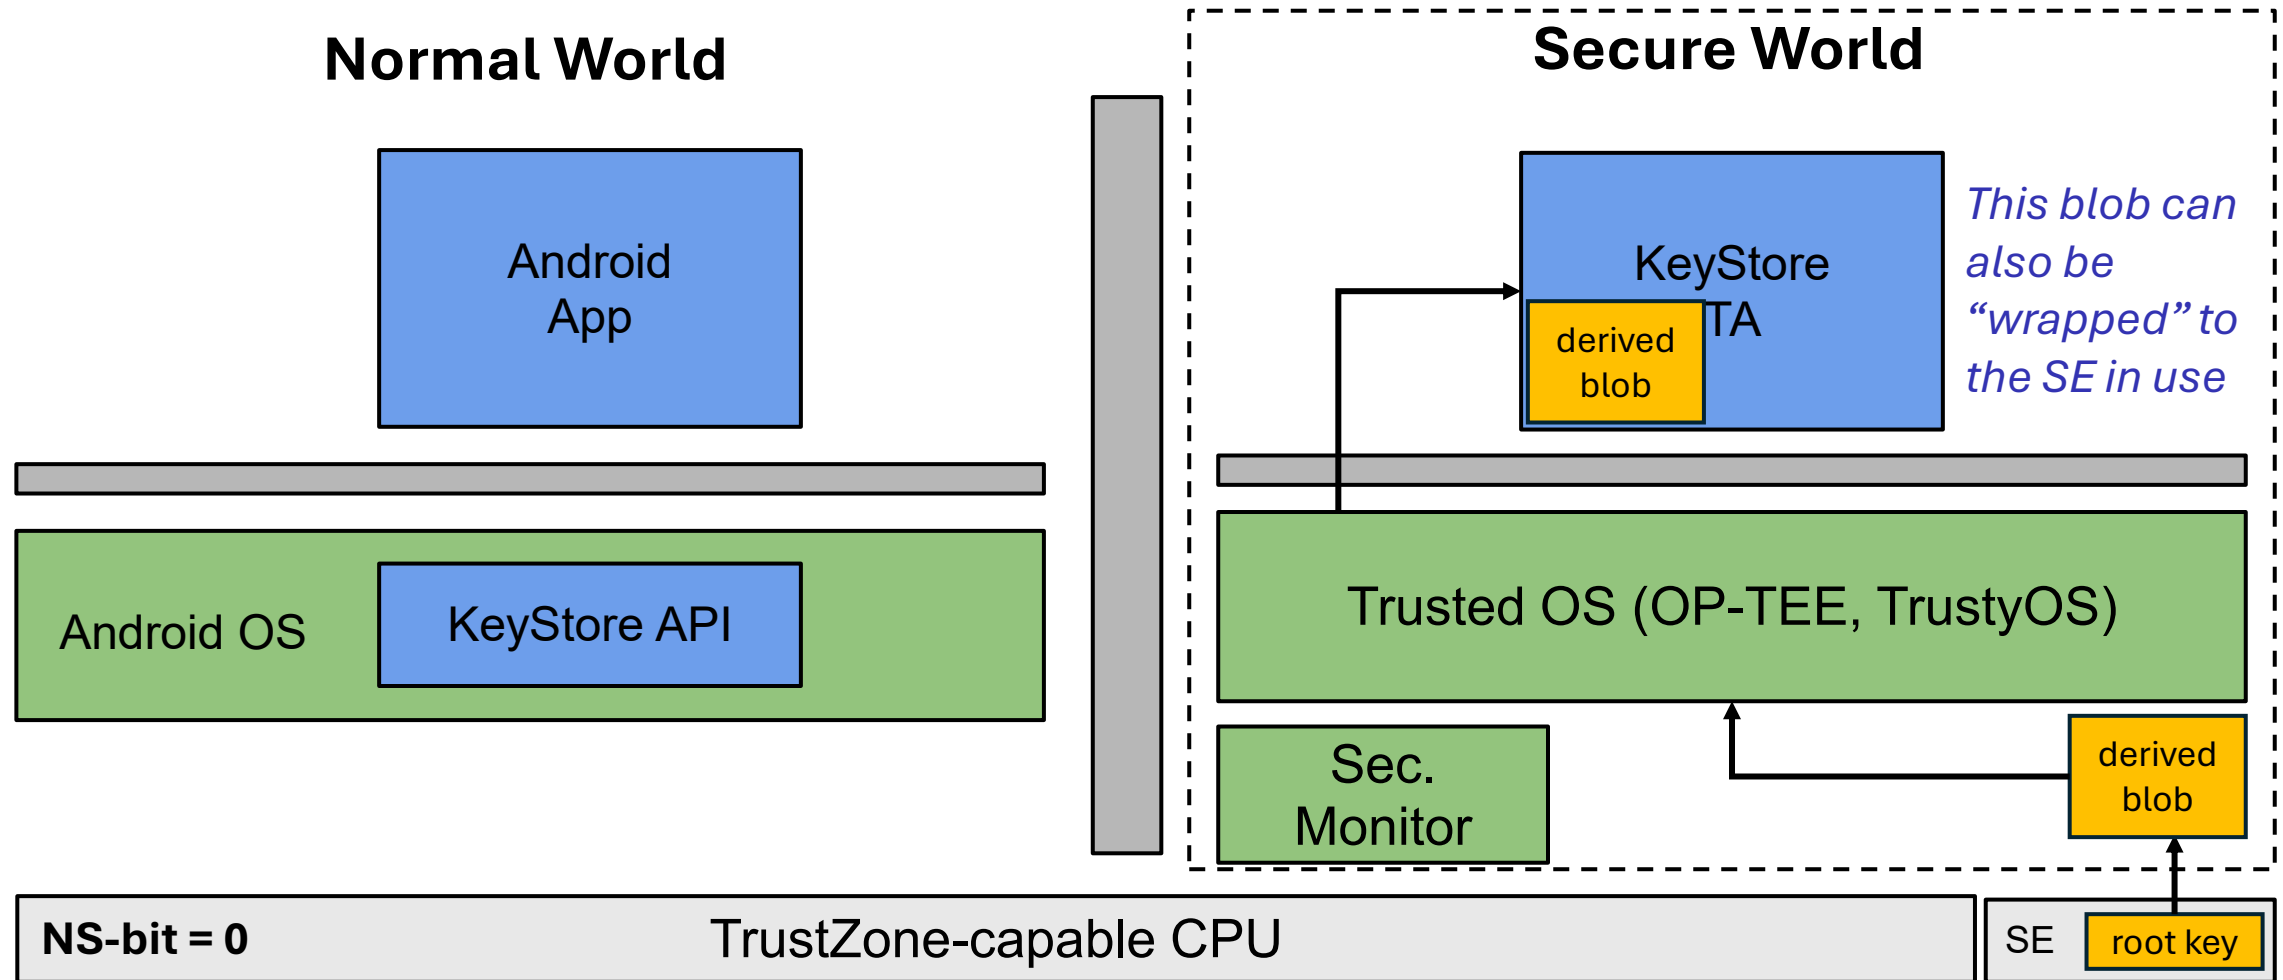 Normal World
Secure World
Android
App
KeyStore
TA
derived
blob
This blob can
also be
“wrapped” to
the SE in use
Android OS
KeyStore API
Trusted OS (OP-TEE, TrustyOS)
Sec.
Monitor
derived
blob
NS-bit = 0
TrustZone-capable CPU
SE
root key